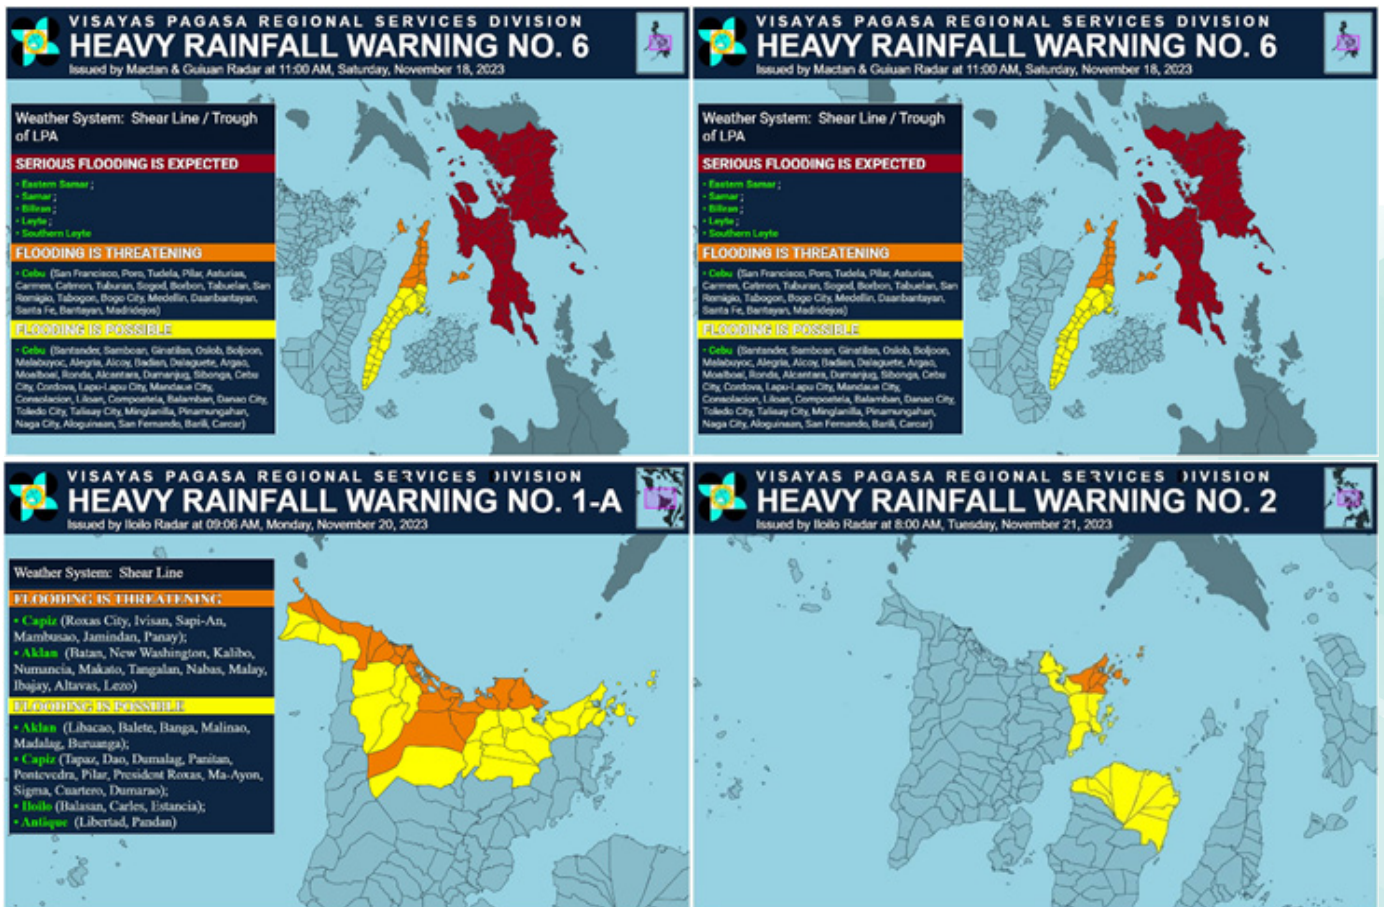 VISAYAS PAGASA REGIONAL SERVICES DIVISION
HEAVY RAINFALL WARNING NO. 6
Issued by Mactan & Guiuan Radar at 11:00 AM, Saturday, November 18, 2023
Weather System: Shear Line / Trough
of LPA
SERIOUS FLOODING IS EXPECTED
• Eastern Samar ;
• Samar ;
• Biliran ;
• Leyte ;
• Southern Leyte
FLOODING IS THREATENING
• Cebu (San Francisco, Poro, Tudela, Pilar, Asturias,
Carmen, Catmon, Tuburan, Sogod, Borbon, Tabuelan, San
Remigio, Tabogon, Bogo City, Medellin, Daanbantayan,
Santa Fe, Bantayan, Madridejos)
FLOODING IS POSSIBLE
• Cebu (Santander, Samboan, Ginatilan, Oslob, Boljoon,
Malabuyoc, Alegria, Alcoy, Badian, Dalaguete, Argao,
Moalboal, Ronda, Alcantara, Dumanjug, Sibonga, Cebu
City, Cordova, Lapu-Lapu City, Mandaue City,
Consolacion, Liloan, Compostela, Balamban, Danao City,
Toledo City, Talisay City, Minglanilla, Pinamungahan,
Naga City, Aloguinsan, San Fernando, Barili, Carcar)
VISAYAS PAGASA REGIONAL SERVICES DIVISION
HEAVY RAINFALL WARNING NO. 6
Issued by Mactan & Guiuan Radar at 11:00 AM, Saturday, November 18, 2023
Weather System: Shear Line / Trough
of LPA
SERIOUS FLOODING IS EXPECTED
• Eastern Samar ;
• Samar ;
• Biliran ;
• Leyte ;
• Southern Leyte
FLOODING IS THREATENING
• Cebu (San Francisco, Poro, Tudela, Pilar, Asturias,
Carmen, Catmon, Tuburan, Sogod, Borbon, Tabuelan, San
Remigio, Tabogon, Bogo City, Medellin, Daanbantayan,
Santa Fe, Bantayan, Madridejos)
FLOODING IS POSSIBLE
• Cebu (Santander, Samboan, Ginatilan, Oslob, Boljoon,
Malabuyoc, Alegria, Alcoy, Badian, Dalaguete, Argao,
Moalboal, Ronda, Alcantara, Dumanjug, Sibonga, Cebu
City, Cordova, Lapu-Lapu City, Mandaue City,
Consolacion, Liloan, Compostela, Balamban, Danao City,
Toledo City, Talisay City, Minglanilla, Pinamungahan,
Naga City, Aloguinsan, San Fernando, Barili, Carcar)
VISAYAS PAGASA REGIONAL SERVICES DIVISION
HEAVY RAINFALL WARNING NO. 1-A
Issued by Iloilo Radar at 09:06 AM, Monday, November 20, 2023
Weather System: Shear Line
FLOODING IS THREATENING
• Capiz (Roxas City, Ivisan, Sapi-An,
Mambusao, Jamindan, Panay);
• Aklan (Batan, New Washington, Kalibo,
Numancia, Makato, Tangalan, Nabas, Malay,
Ibajay, Altavas, Lezo)
FLOODING IS POSSIBLE
• Aklan (Libacao, Balete, Banga, Malinao,
Madalag, Buruanga);
• Capiz (Tapaz, Dao, Dumalag, Panitan,
Pontevedra, Pilar, President Roxas, Ma-Ayon,
Sigma, Cuartero, Dumarao);
• Iloilo (Balasan, Carles, Estancia);
• Antique (Libertad, Pandan)
VISAYAS PAGASA REGIONAL SERVICES DIVISION
HEAVY RAINFALL WARNING NO. 2
Issued by Iloilo Radar at 8:00 AM, Tuesday, November 21, 2023